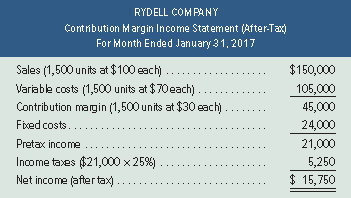 RYDELL COMPANY
Contribution Margin Income Statement (After-Tax)
For Month Ended January 31, 2017
Sales (1,500 units at $100 each) . . . . . . . . . . . . . . . . . . . $150,000
Variable costs (1,500 units at $70 each) . . . . . . . . . . . . . 105,000
Contribution margin (1,500 units at $30 each) . . . . . . . . 45,000
Fixed costs . . . . . . . . . . . . . . . . . . . . . . . . . . . . . . . . . 24,000
Pretax income . . . . . . . . . . . . . . . . . . . . . . . . . . . . . . 21,000
Income taxes ($21,000 × 25%) . . . . . . . . . . . . . . . . . . . 5,250
Net income (after tax) . . . . . . . . . . . . . . . . . . . . . . . . . $ 15,750